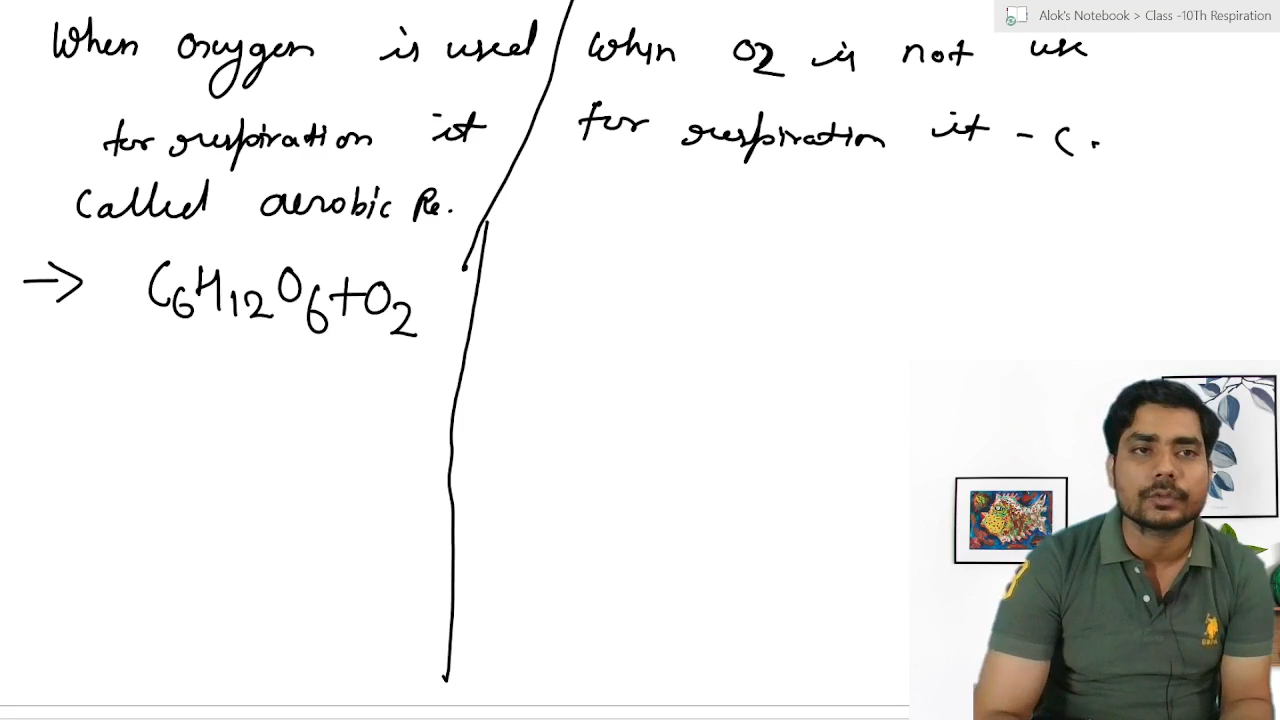 Alok's Notebook > Class -10Th Respiration
When oxygen is used
for respiration it
called aerobic Re.
→ C6H12O6+O2
When O2 is not use
for respiration it - C.